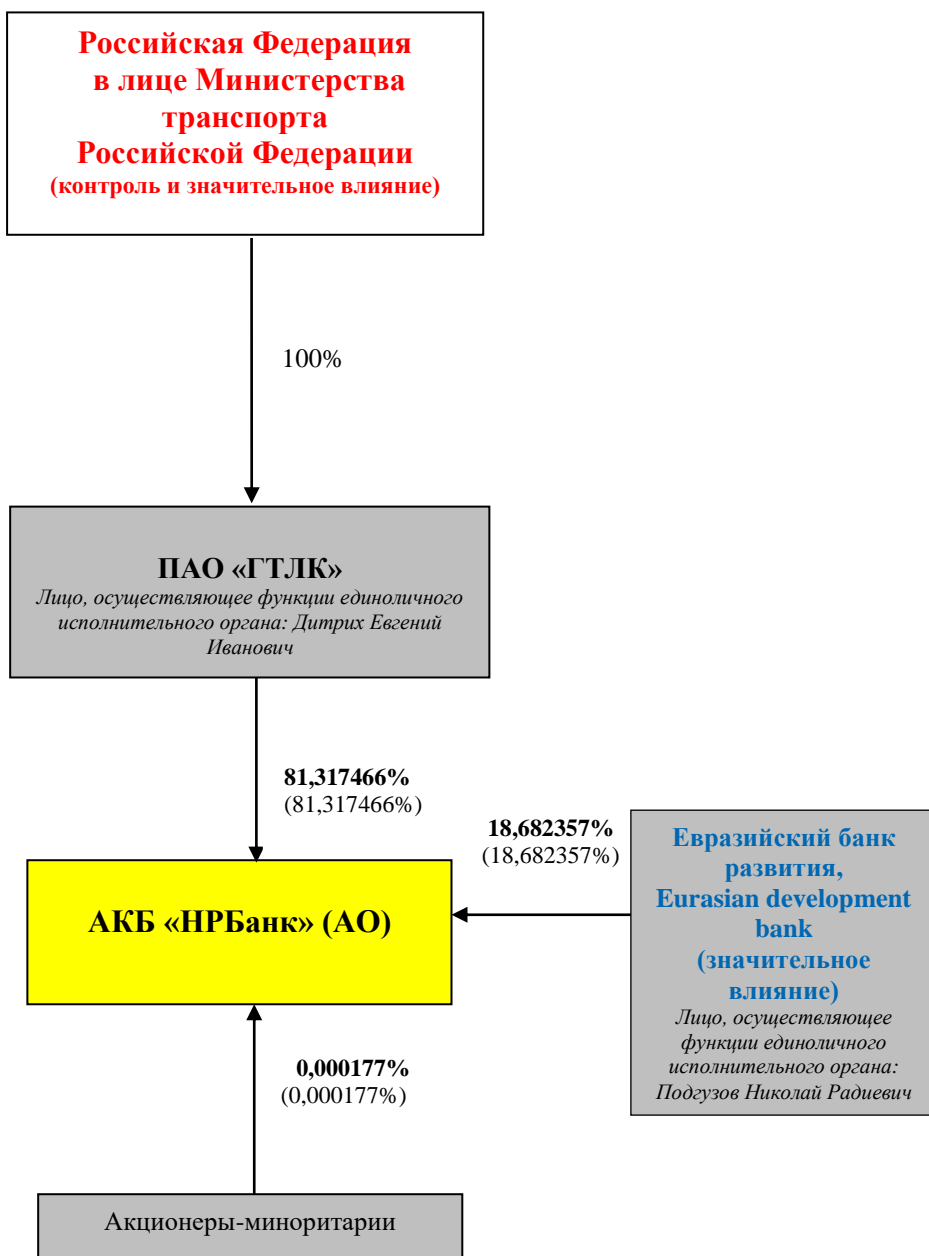 Российская Федерация
в лице Министерства
транспорта
Российской Федерации
(контроль и значительное влияние)
100%
ПАО «ГТЛК»
Лицо, осуществляющее функции единоличного
исполнительного органа: Дитрих Евгений
Иванович
81,317466%
(81,317466%)
18,682357%
(18,682357%)
Евразийский банк
развития,
Eurasian development
bank
(значительное
влияние)
Лицо, осуществляющее
функции единоличного
исполнительного органа:
Подгузов Николай Радиевич
АКБ «НРБанк» (АО)
0,000177%
(0,000177%)
Акционеры-миноритарии